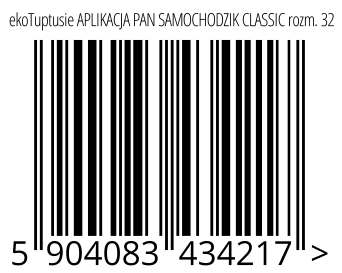 ekoTuptusie APLIKACJA PAN SAMOCHODZIK CLASSIC rozm. 32
5 904083 434217 >